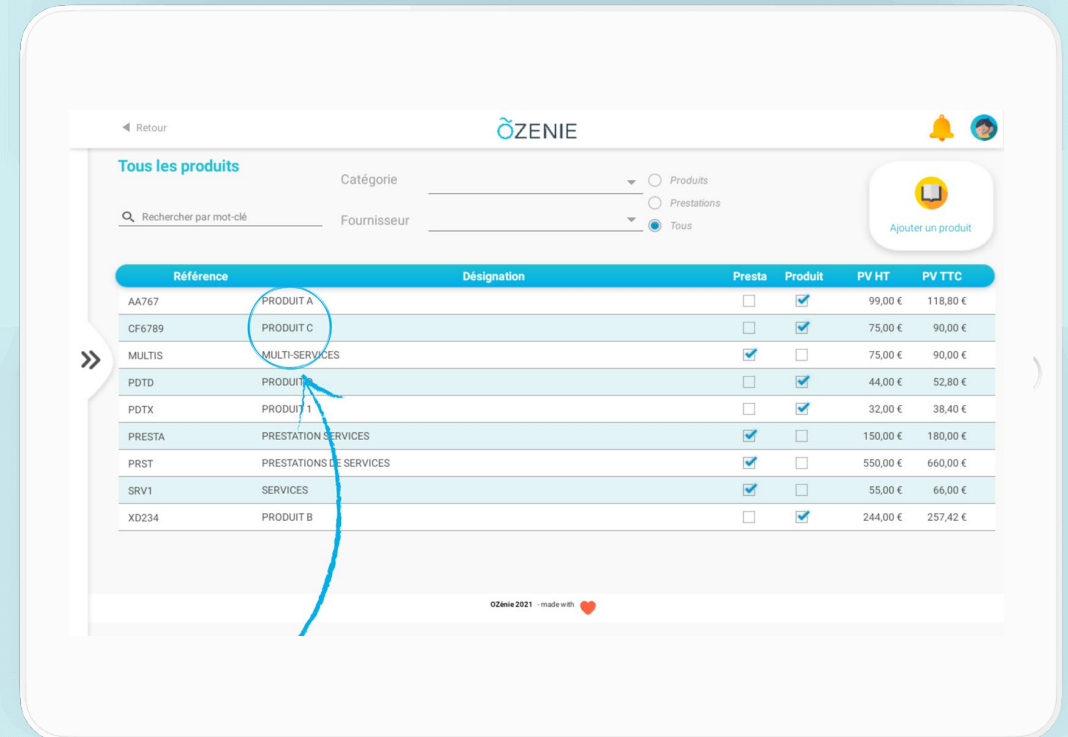 Retour
ÕZENIE
Tous les produits
Catégorie
Produits
Prestations
Rechercher par mot-clé
Fournisseur
Tous
Ajouter un produit
Référence Désignation Presta Produit PV HT PV TTC
AA767 PRODUIT A 99,00 € 118,80 €
CF6789 PRODUIT C 75,00 € 90,00 €
MULTIS MULTI-SERVICES 75,00 € 90,00 €
PDTD PRODUIT 44,00 € 52,80 €
PDTX PRODUIT 1 32,00 € 38,40 €
PRESTA PRESTATION SERVICES 150,00 € 180,00 €
PRST PRESTATIONS DE SERVICES 550,00 € 660,00 €
SRV1 SERVICES 55,00 € 66,00 €
XD234 PRODUIT B 244,00 € 257,42 €
OZénie 2021 - made with